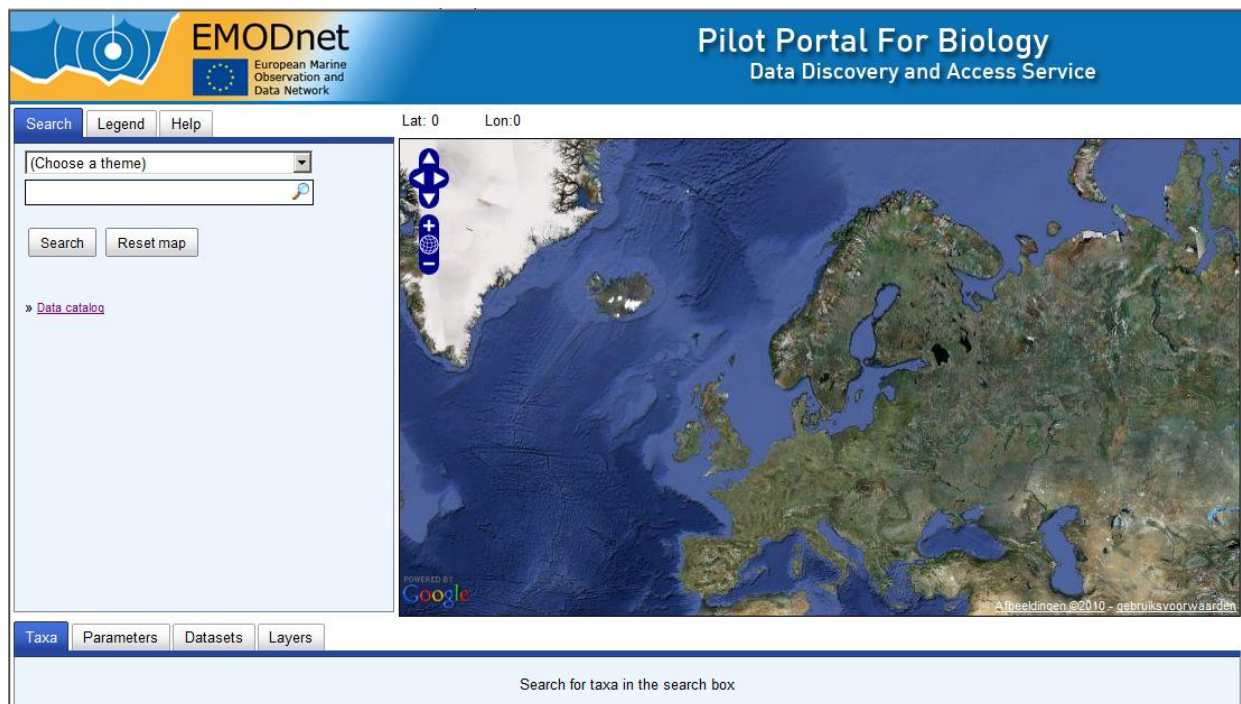 EMODnet
European Marine
Observation and
Data Network
Pilot Portal For Biology
Data Discovery and Access Service
Search
Legend
Help
Lat: 0 Lon:0
(Choose a theme)
Search
Reset map
» Data catalog
POWERED BY
Google
Afbeeldingen ©2010 - gebruiksvoorwaarden
Taxa
Parameters
Datasets
Layers
Search for taxa in the search box